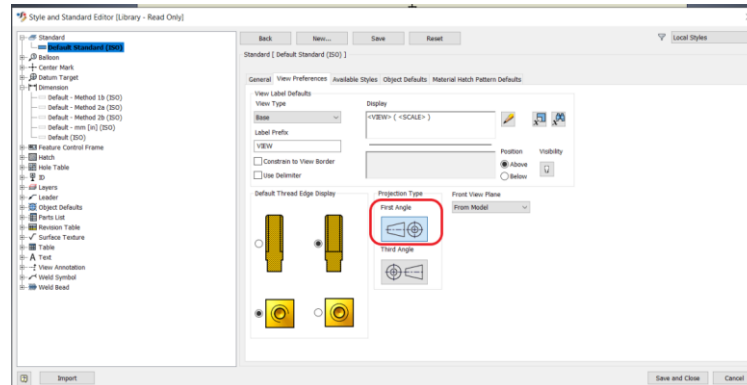 Style and Standard Editor [Library - Read Only]
Back New... Save Reset Local Styles
Standard [ Default Standard (ISO) ]
Standard
Default Standard (ISO)
Balloon
Center Mark
Datum Target
Dimension
Default - Method 1b (ISO)
Default - Method 2a (ISO)
Default - Method 2b (ISO)
Default - mm [in] (ISO)
Default (ISO)
Feature Control Frame
Hatch
Hole Table
ID
Layers
Leader
Object Defaults
Parts List
Revision Table
Surface Texture
Table
Text
View Annotation
Weld Symbol
Weld Bead
General View Preferences Available Styles Object Defaults Material Hatch Pattern Defaults
View Label Defaults
View Type Display
Base <VIEW> ( <SCALE> )
Label Prefix
VIEW
Constrain to View Border
Use Delimiter
Position Visibility
Above
Below
Default Thread Edge Display Projection Type Front View Plane
First Angle From Model
Third Angle
Import Save and Close Cancel